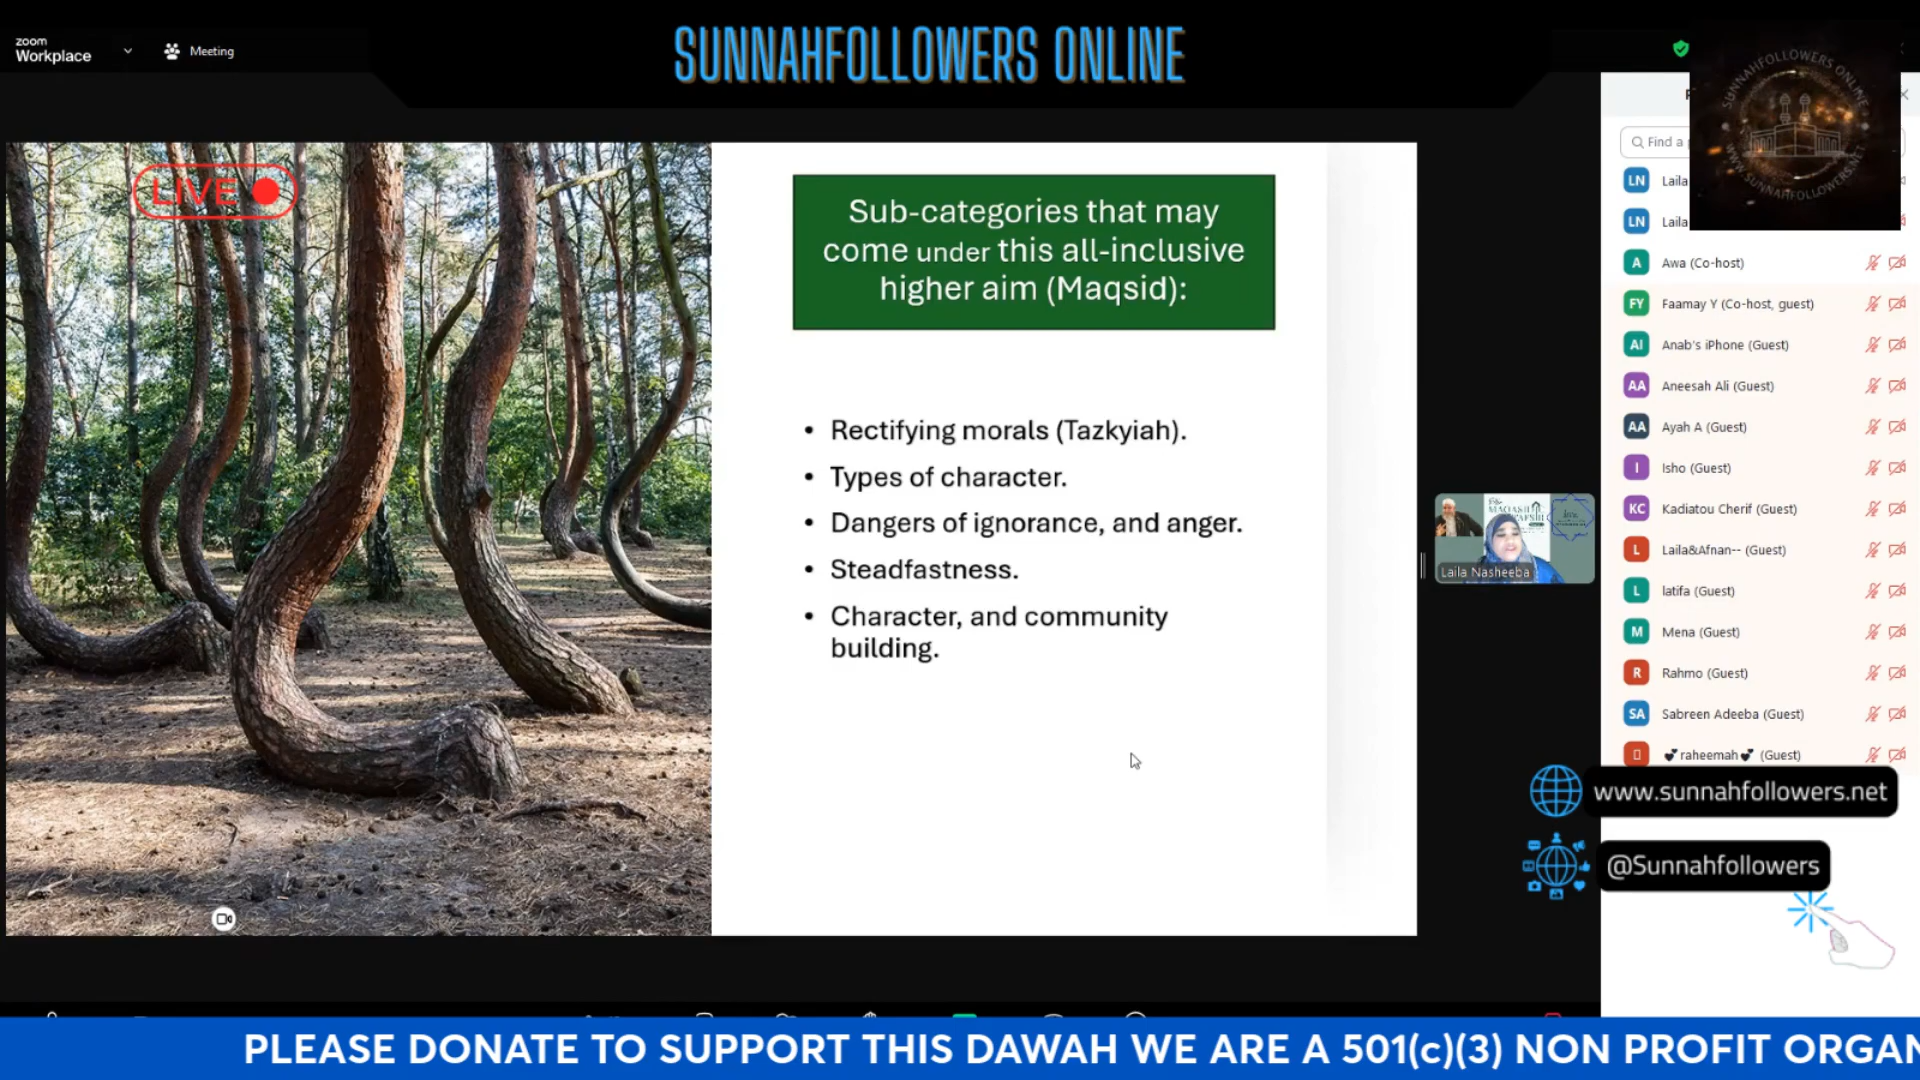 zoom
Workplace
Meeting
SUNNAHFOLLOWERS ONLINE
SUNNAHFOLLOWERS ONLINE
WWW.SUNNAHFOLLOWERS.NET
LIVE
Sub-categories that may
come under this all-inclusive
higher aim (Maqsid):
• Rectifying morals (Tazkyiah).
• Types of character.
• Dangers of ignorance, and anger.
• Steadfastness.
• Character, and community
building.
Laila Nasheeba
Find a
LN Laila
LN Laila
A Awa (Co-host)
FY Faamay Y (Co-host, guest)
AI Anab's iPhone (Guest)
AA Aneesah Ali (Guest)
AA Ayah A (Guest)
I Isho (Guest)
KC Kadiatou Cherif (Guest)
L Laila&Afnan-- (Guest)
L latifa (Guest)
M Mena (Guest)
R Rahmo (Guest)
SA Sabreen Adeeba (Guest)
💕raheemah💕 (Guest)
www.sunnahfollowers.net
@Sunnahfollowers
PLEASE DONATE TO SUPPORT THIS DAWAH WE ARE A 501(c)(3) NON PROFIT ORGAN